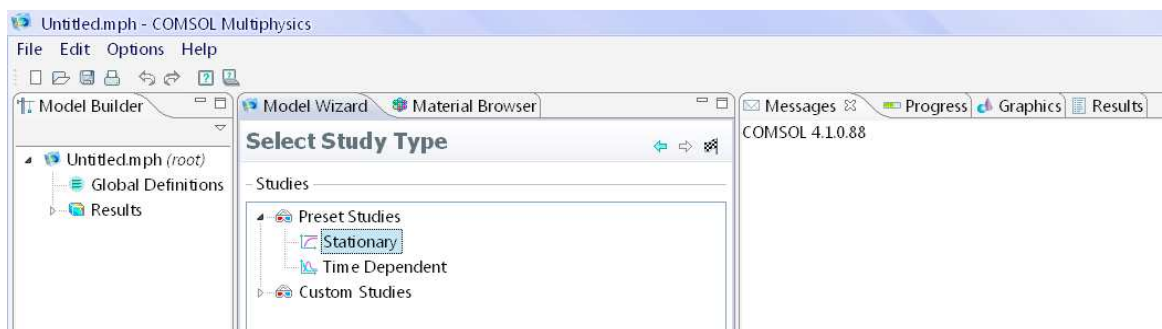 Untitled.mph - COMSOL Multiphysics
File Edit Options Help
Model Builder
Model Wizard Material Browser
Messages Progress Graphics Results
Select Study Type
COMSOL 4.1.0.88
Untitled.mph (root)
Global Definitions
Results
Studies
Preset Studies
Stationary
Time Dependent
Custom Studies